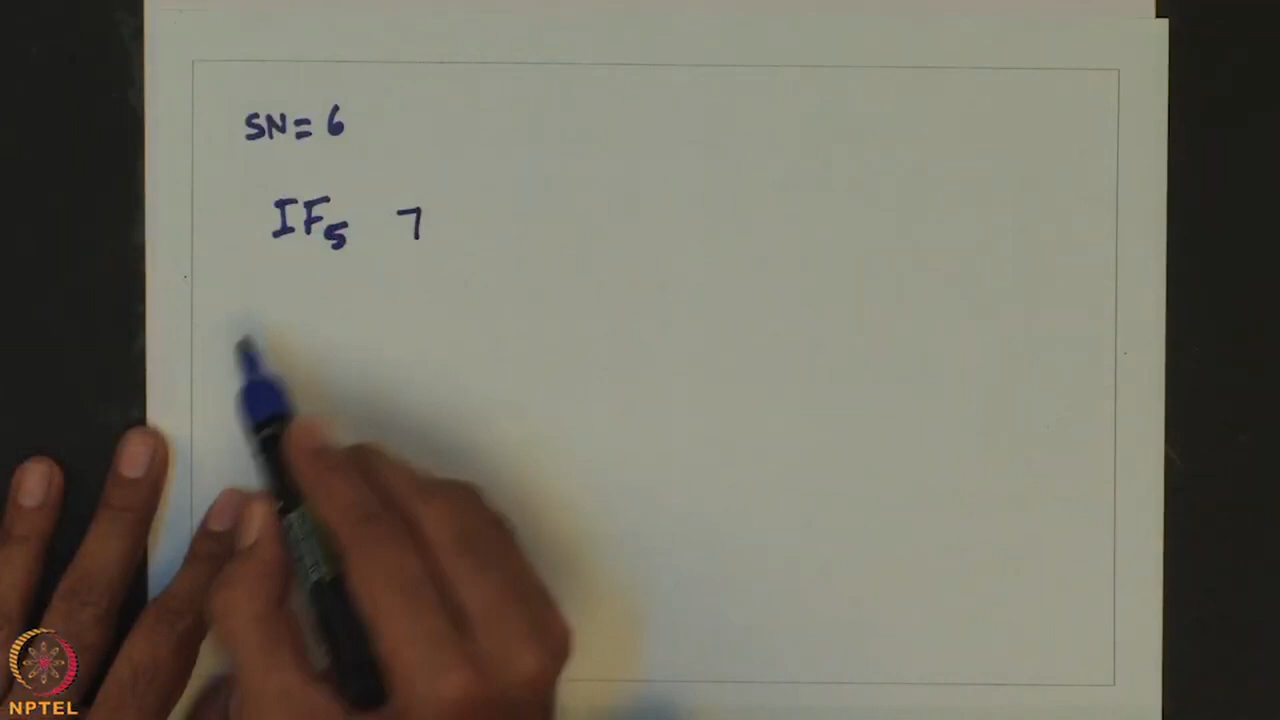 SN = 6
IF₅ 7
NPTEL